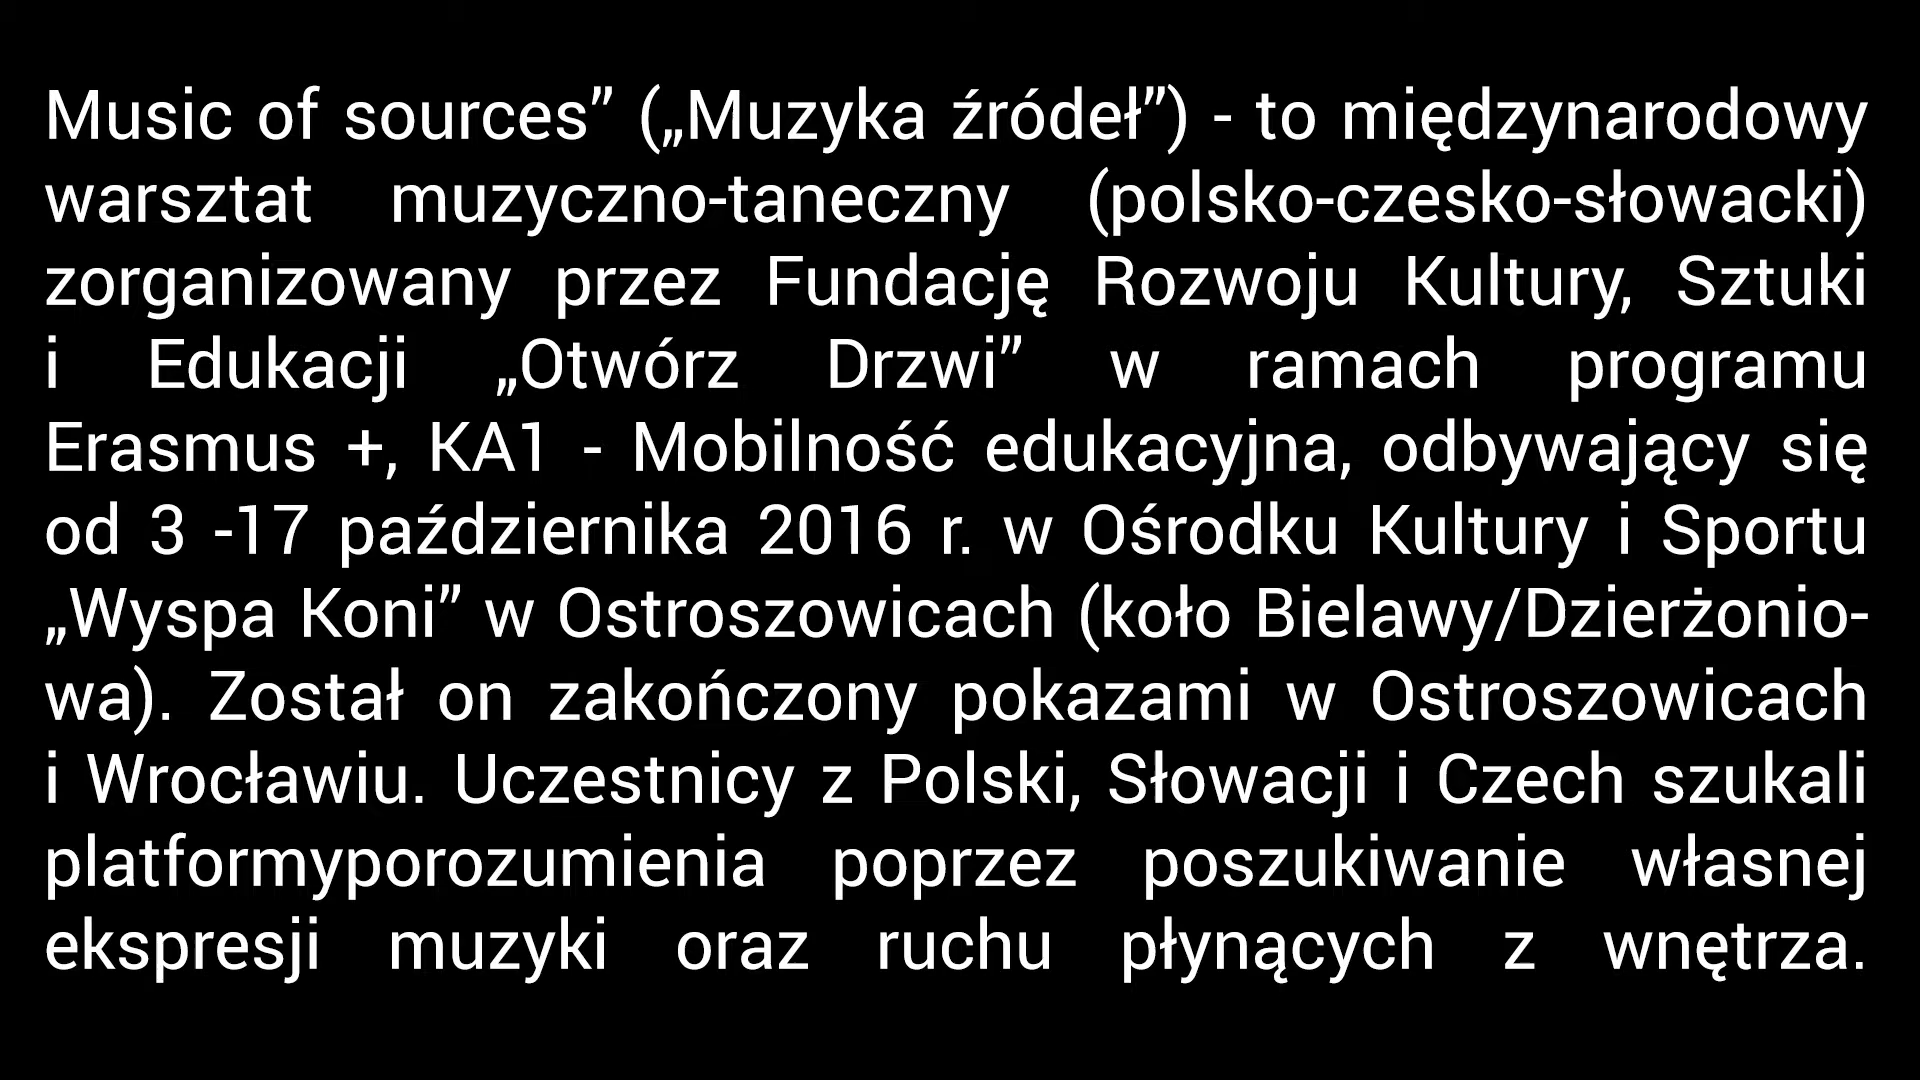 Music of sources” („Muzyka źródeł”) - to międzynarodowy
warsztat muzyczno-taneczny (polsko-czesko-słowacki)
zorganizowany przez Fundację Rozwoju Kultury, Sztuki
i Edukacji „Otwórz Drzwi” w ramach programu
Erasmus +, KA1 - Mobilność edukacyjna, odbywający się
od 3 -17 października 2016 r. w Ośrodku Kultury i Sportu
„Wyspa Koni” w Ostroszowicach (koło Bielawy/Dzierżonio-
wa). Został on zakończony pokazami w Ostroszowicach
i Wrocławiu. Uczestnicy z Polski, Słowacji i Czech szukali
platformyporozumienia poprzez poszukiwanie własnej
ekspresji muzyki oraz ruchu płynących z wnętrza.